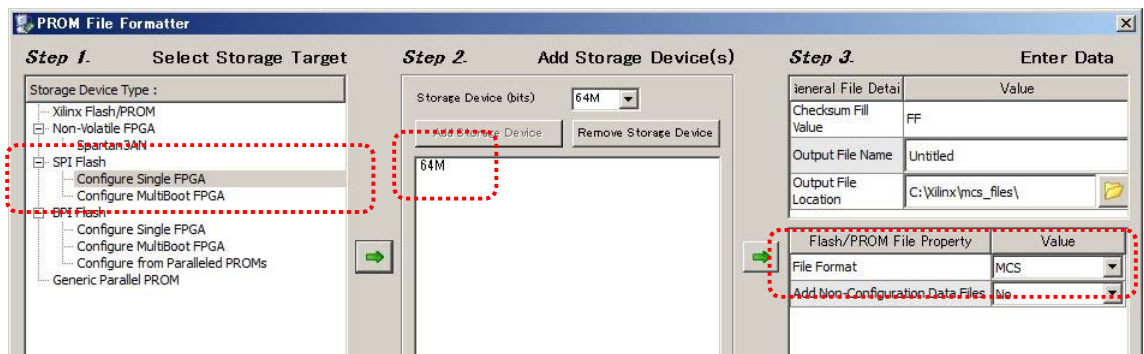 PROM File Formatter
Step 1. Select Storage Target
Storage Device Type :
Xilinx Flash/PROM
Non-Volatile FPGA
Spartan3AN
SPI Flash
Configure Single FPGA
Configure MultiBoot FPGA
BPI Flash
Configure Single FPGA
Configure MultiBoot FPGA
Configure from Paralleled PROMs
Generic Parallel PROM
Step 2. Add Storage Device(s)
Storage Device (bits) 64M
Add Storage Device Remove Storage Device
64M
Step 3. Enter Data
ieneral File Detai Value
Checksum Fill
Value
FF
Output File Name Untitled
Output File
Location
C:\Xilinx\mcs_files\
Flash/PROM File Property Value
File Format MCS
Add Non-Configuration Data Files No